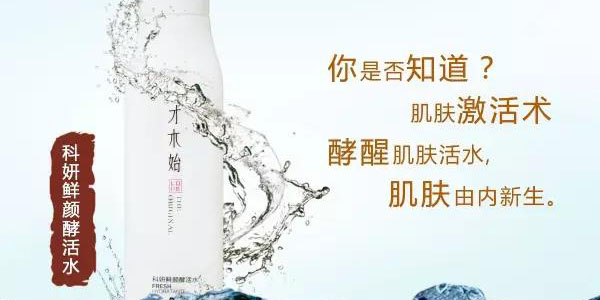 你是否知道？
肌肤激活术
酵醒肌肤活水,
肌肤由内新生。
科妍鲜颜酵活水
才木始
THE
ORIGINAL
科妍鲜颜酵活水
FRESH
HYDRATANTE